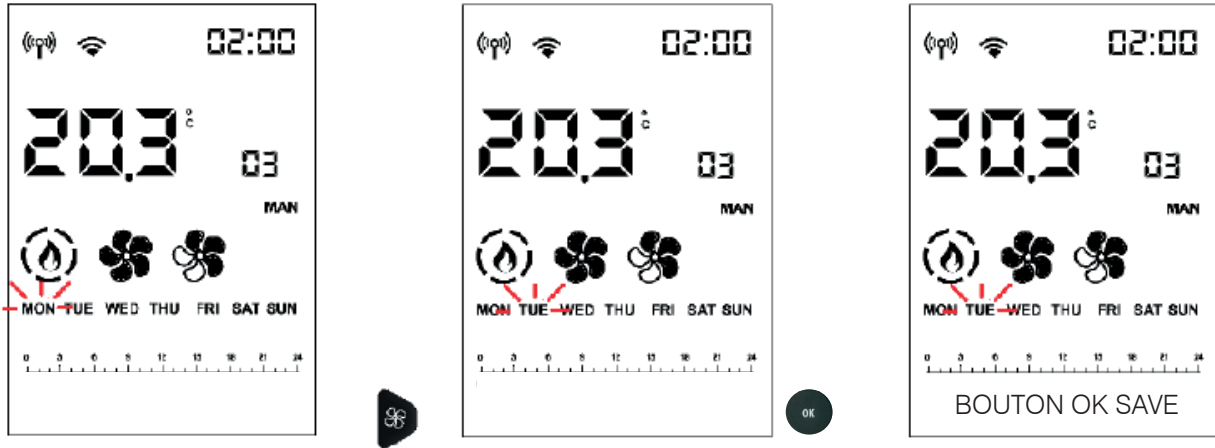 02:00
20.3 °C
03
MAN
MON TUE WED THU FRI SAT SUN
0 3 6 9 12 15 18 21 24
02:00
20.3 °C
03
MAN
MON TUE WED THU FRI SAT SUN
0 3 6 9 12 15 18 21 24
OK
02:00
20.3 °C
03
MAN
MON TUE WED THU FRI SAT SUN
0 3 6 9 12 15 18 21 24
BOUTON OK SAVE